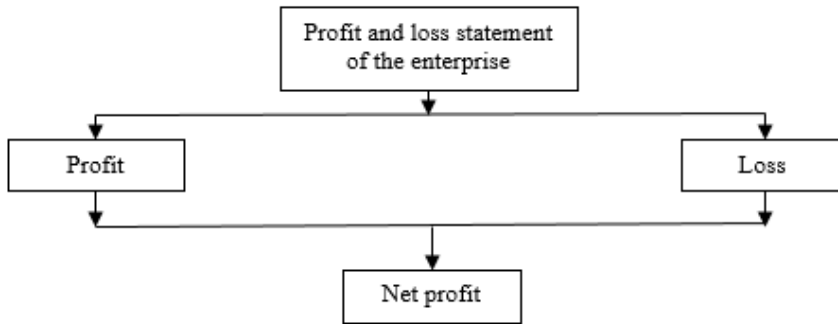 Profit and loss statement
of the enterprise
Profit
Loss
Net profit